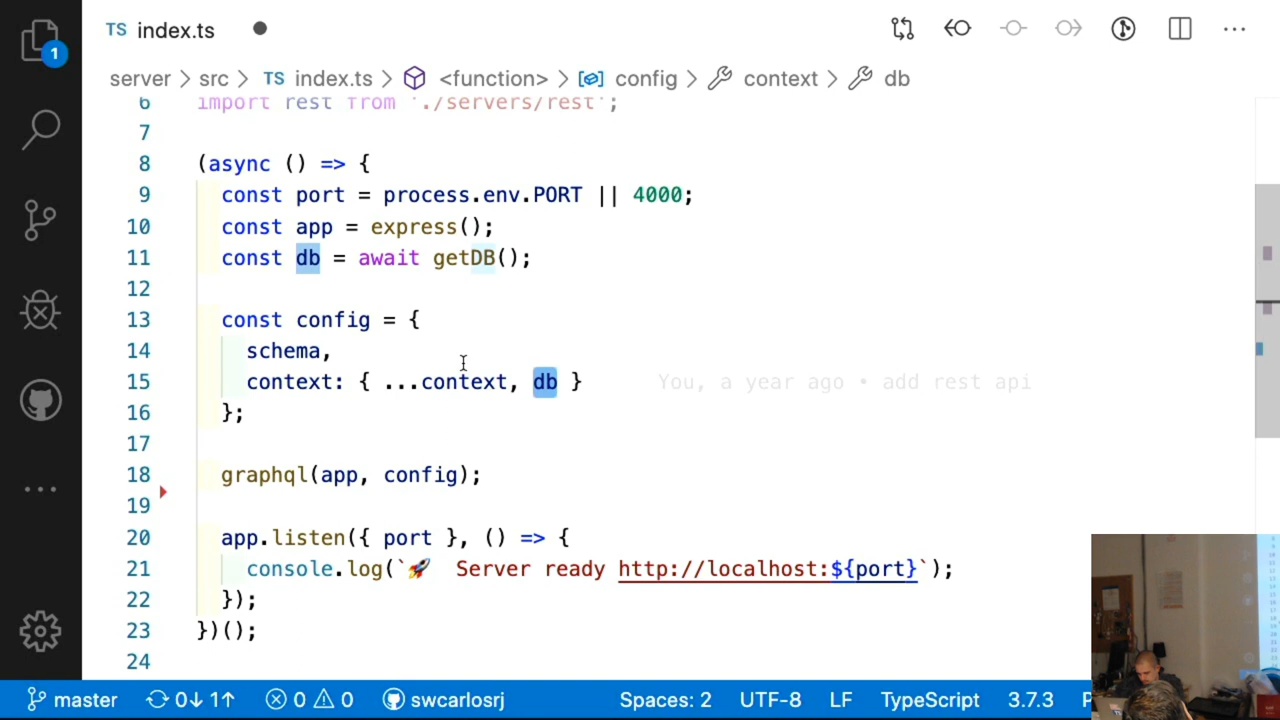 1
TS index.ts
server > src > TS index.ts > <function> > config > context > db
6 import rest from './servers/rest';
7
8 (async () => {
9 const port = process.env.PORT || 4000;
10 const app = express();
11 const db = await getDB();
12
13 const config = {
14 schema,
15 context: { ...context, db } You, a year ago • add rest api
16 };
17
18 graphql(app, config);
19
20 app.listen({ port }, () => {
21 console.log(`🚀 Server ready http://localhost:${port}`);
22 });
23 })();
24
master 0↓ 1↑ 0 0 swcarlosrj Spaces: 2 UTF-8 LF TypeScript 3.7.3